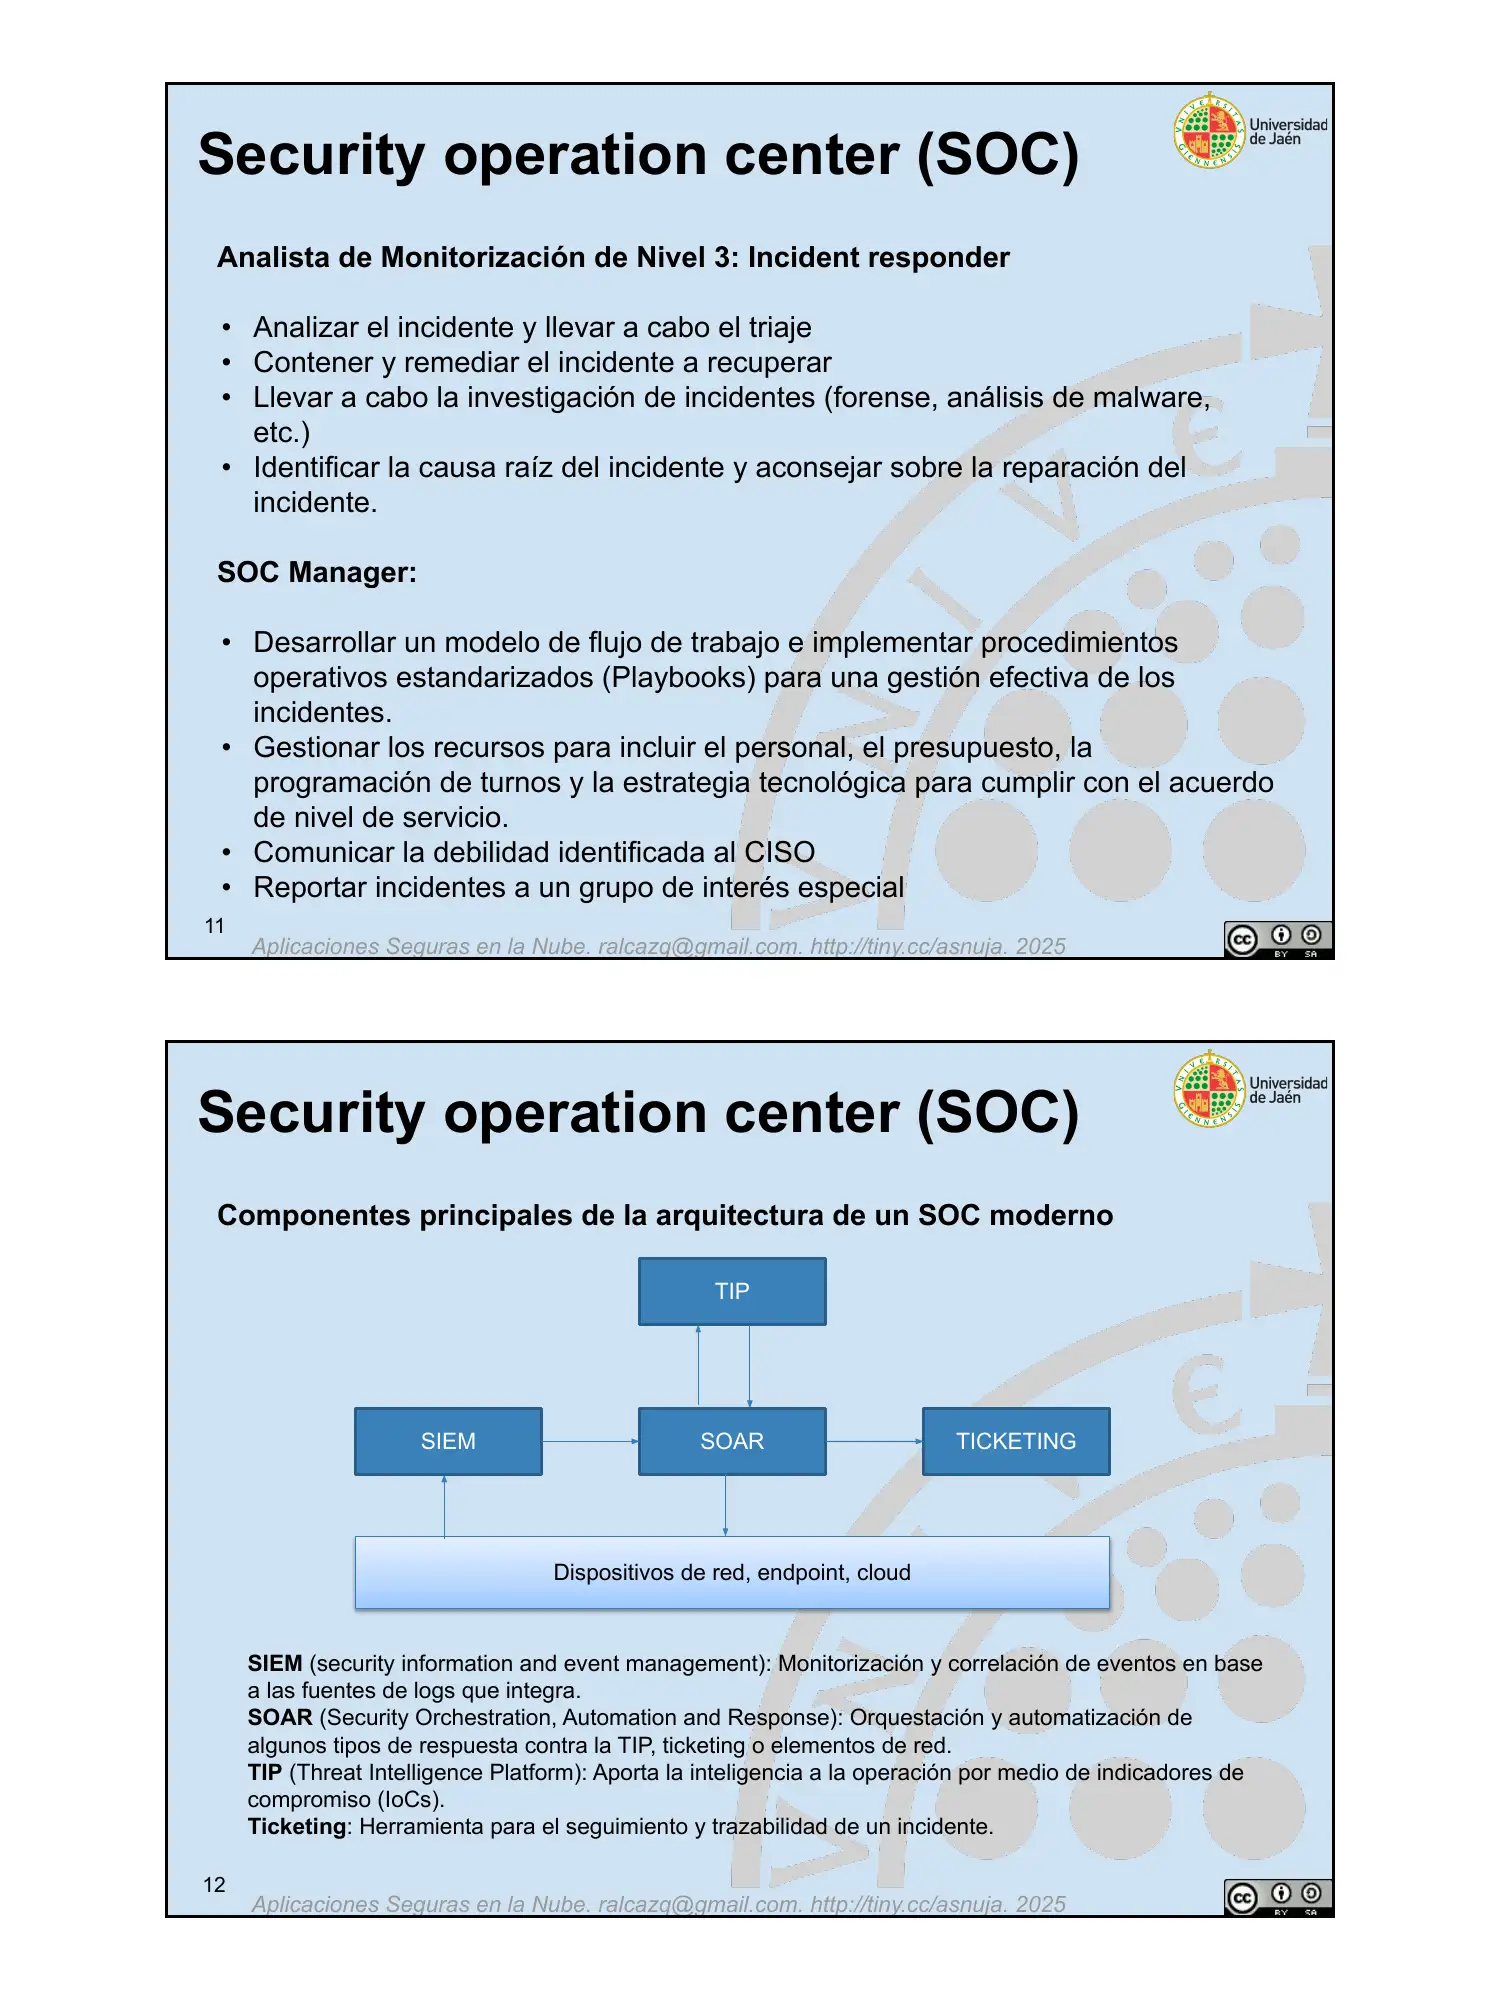 Security operation center (SOC)
Universidad
de Jaén
Analista de Monitorización de Nivel 3: Incident responder
• Analizar el incidente y llevar a cabo el triaje
• Contener y remediar el incidente a recuperar
• Llevar a cabo la investigación de incidentes (forense, análisis de malware,
etc.)
• Identificar la causa raíz del incidente y aconsejar sobre la reparación del
incidente.
SOC Manager:
• Desarrollar un modelo de flujo de trabajo e implementar procedimientos
operativos estandarizados (Playbooks) para una gestión efectiva de los
incidentes.
• Gestionar los recursos para incluir el personal, el presupuesto, la
programación de turnos y la estrategia tecnológica para cumplir con el acuerdo
de nivel de servicio.
• Comunicar la debilidad identificada al CISO
• Reportar incidentes a un grupo de interés especial
11
Aplicaciones Seguras en la Nube. ralcazq@gmail.com. http://tiny.cc/asnuja. 2025
cc BY SA
Security operation center (SOC)
Universidad
de Jaén
Componentes principales de la arquitectura de un SOC moderno
TIP
SIEM
SOAR
TICKETING
Dispositivos de red, endpoint, cloud
SIEM (security information and event management): Monitorización y correlación de eventos en base
a las fuentes de logs que integra.
SOAR (Security Orchestration, Automation and Response): Orquestación y automatización de
algunos tipos de respuesta contra la TIP, ticketing o elementos de red.
TIP (Threat Intelligence Platform): Aporta la inteligencia a la operación por medio de indicadores de
compromiso (IoCs).
Ticketing: Herramienta para el seguimiento y trazabilidad de un incidente.
12
Aplicaciones Seguras en la Nube. ralcazq@gmail.com. http://tiny.cc/asnuja. 2025
cc BY SA